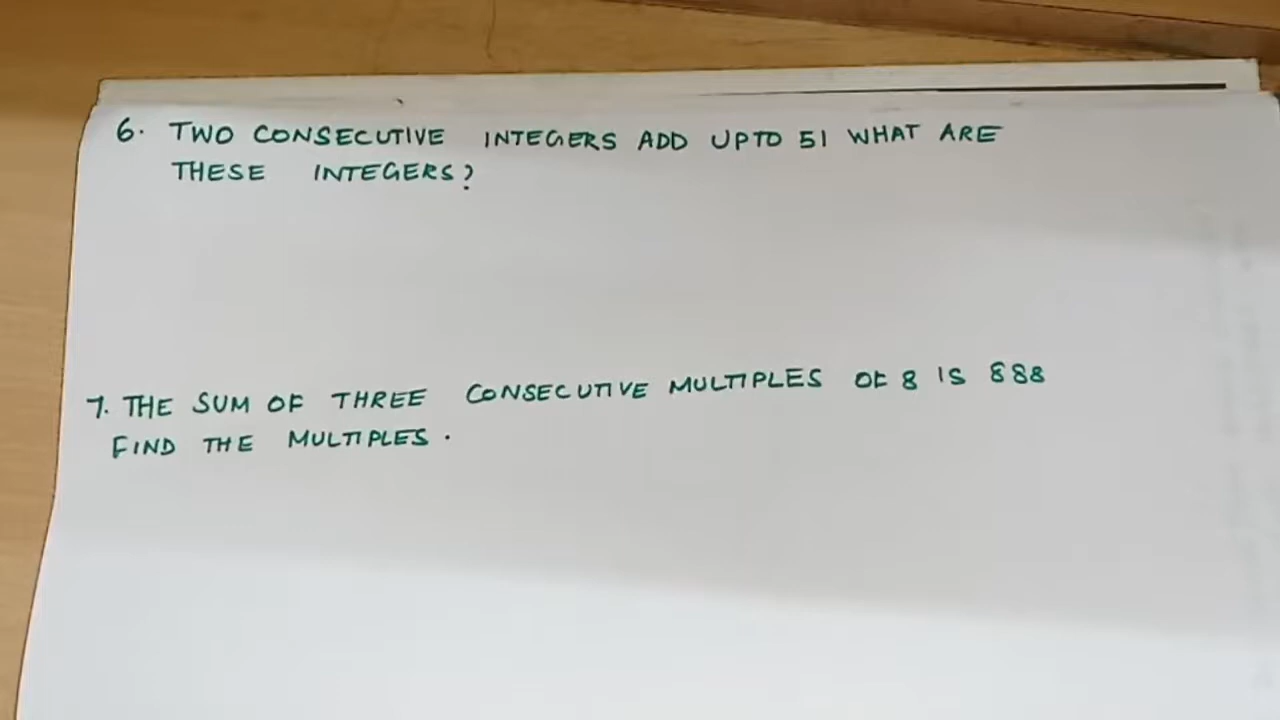 6. TWO CONSECUTIVE INTEGERS ADD UPTO 51 WHAT ARE
THESE INTEGERS?
7. THE SUM OF THREE CONSECUTIVE MULTIPLES OF 8 IS 888
FIND THE MULTIPLES.